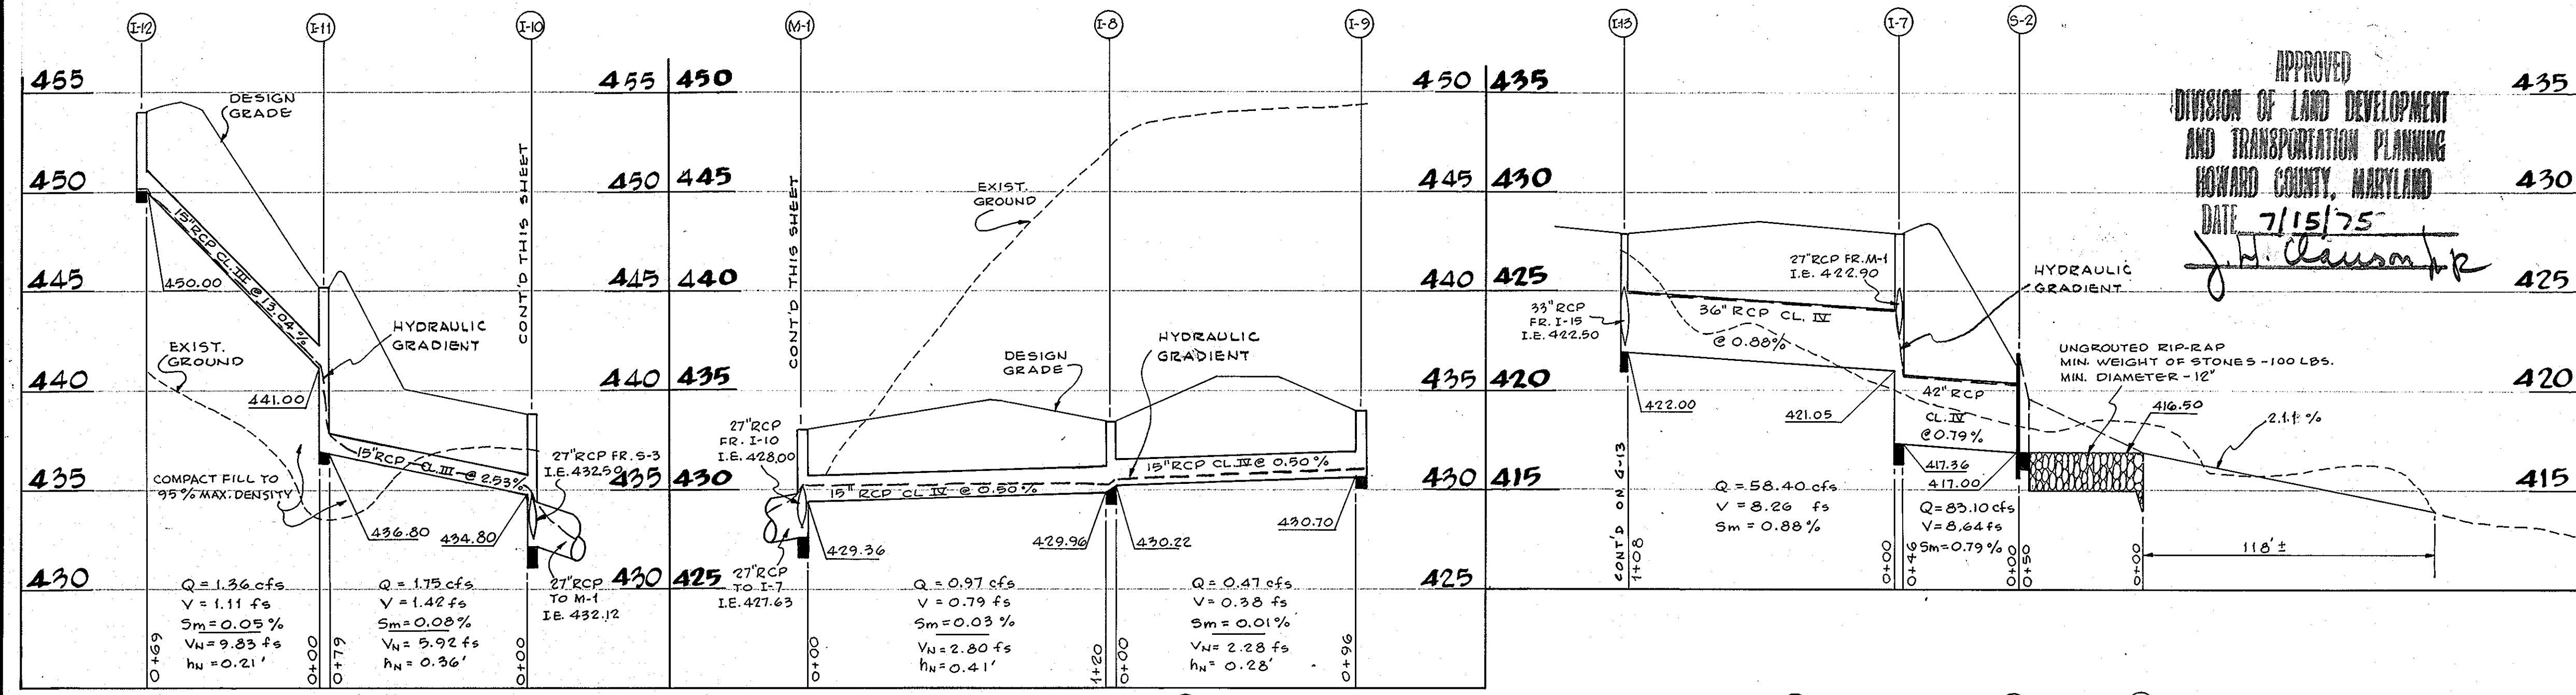 I-12
I-11
I-10
M-1
I-8
I-9
I-13
I-7
S-2
455
455
450
450
435
435
450
450
445
445
430
430
445
445
440
440
425
425
440
440
435
435
420
420
435
435
430
430
415
415
430
430
425
425
DESIGN
GRADE
15" RCP CL. III @ 13.04%
450.00
EXIST.
GROUND
HYDRAULIC
GRADIENT
441.00
COMPACT FILL TO
95% MAX. DENSITY
15" RCP CL. III @ 2.53%
436.80
434.80
CONT'D THIS SHEET
27" RCP FR. S-3
I.E. 432.50
27" RCP
TO M-1
I.E. 432.12
Q = 1.36 cfs
V = 1.11 fs
Sm = 0.05 %
VN = 9.83 fs
hN = 0.21'
Q = 1.75 cfs
V = 1.42 fs
Sm = 0.08%
VN = 5.92 fs
hN = 0.36'
0+69
0+00
0+79
0+00
CONT'D THIS SHEET
EXIST.
GROUND
DESIGN
GRADE
HYDRAULIC
GRADIENT
27" RCP
FR. I-10
I.E. 428.00
15" RCP CL IV @ 0.50%
15" RCP CL. IV @ 0.50%
429.36
429.96
430.22
430.70
27" RCP
TO I-7
I.E. 427.63
Q = 0.97 cfs
V = 0.79 fs
Sm = 0.03 %
VN = 2.80 fs
hN = 0.41'
Q = 0.47 cfs
V = 0.38 fs
Sm = 0.01%
VN = 2.28 fs
hN = 0.28'
0+00
1+20
0+00
0+96
27" RCP FR. M-1
I.E. 422.90
33" RCP
FR. I-15
I.E. 422.50
36" RCP CL. IV
@ 0.88%
HYDRAULIC
GRADIENT
422.00
421.05
42" RCP
CL. IV
@ 0.79%
417.36
417.00
UNGROUTED RIP-RAP
MIN. WEIGHT OF STONES - 100 LBS.
MIN. DIAMETER - 12"
416.50
2.11 %
CONT'D ON G-13
1+08
Q = 58.40 cfs
V = 8.26 fs
Sm = 0.88%
Q = 83.10 cfs
V = 8.64 fs
Sm = 0.79 %
0+00
0+46
0+00
0+50
0+00
118' ±
APPROVED
DIVISION OF LAND DEVELOPMENT
AND TRANSPORTATION PLANNING
HOWARD COUNTY, MARYLAND
DATE 7/15/75